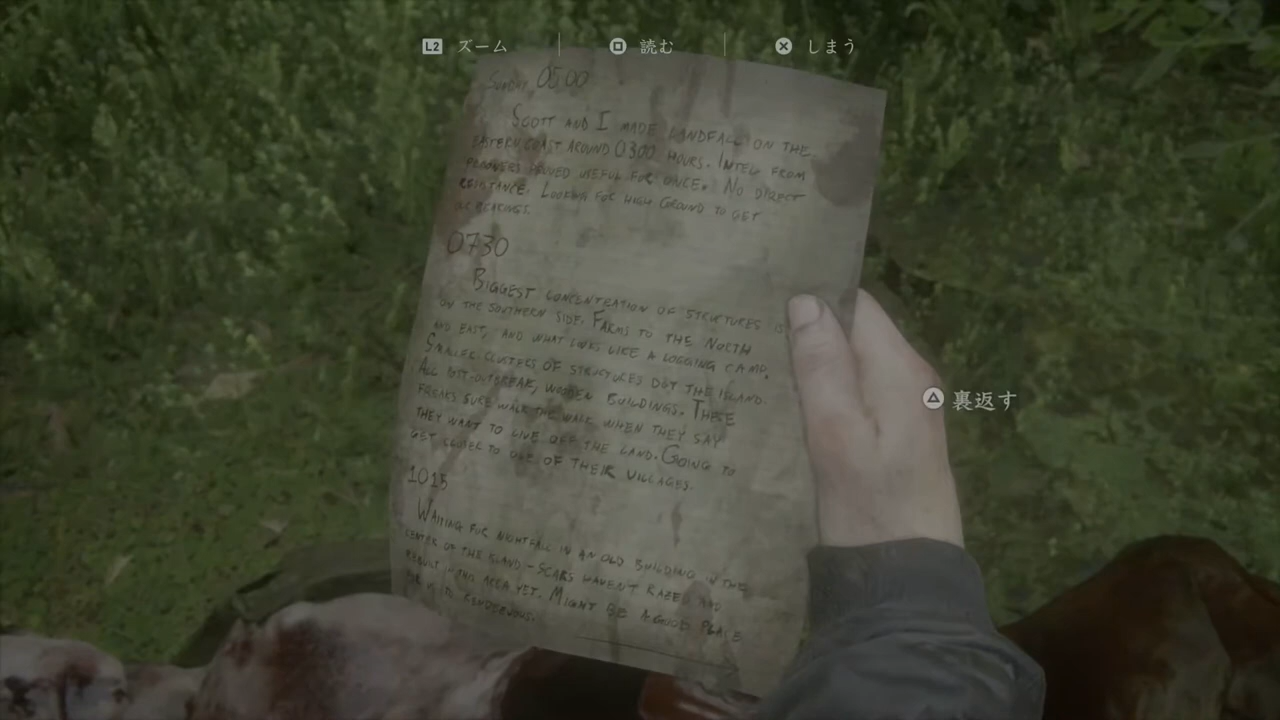 L2 ズーム
読む
しまう
SUNDAY 0500
SCOTT AND I MADE LANDFALL ON THE
EASTERN COAST AROUND 0300 HOURS. INTEL FROM
PRISONERS PROVED USEFUL FOR ONCE. NO DIRECT
RESISTANCE. LOOKING FOR HIGH GROUND TO GET
OUR BEARINGS.
0730
BIGGEST CONCENTRATION OF STRUCTURES IS
ON THE SOUTHERN SIDE. FARMS TO THE NORTH
AND EAST, AND WHAT LOOKS LIKE A LOGGING CAMP.
SMALLER CLUSTERS OF STRUCTURES DOT THE ISLAND.
ALL POST-OUTBREAK, WOODEN BUILDINGS. THESE
FREAKS SURE WALK THE WALK WHEN THEY SAY
THEY WANT TO LIVE OFF THE LAND. GOING TO
GET CLOSER TO ONE OF THEIR VILLAGES.
裏返す
1015
WAITING FOR NIGHTFALL IN AN OLD BUILDING IN THE
CENTER OF THE ISLAND - SCARS HAVEN'T RAZED AND
REBUILT THIS AREA YET. MIGHT BE A GOOD PLACE
FOR RENDEZVOUS.